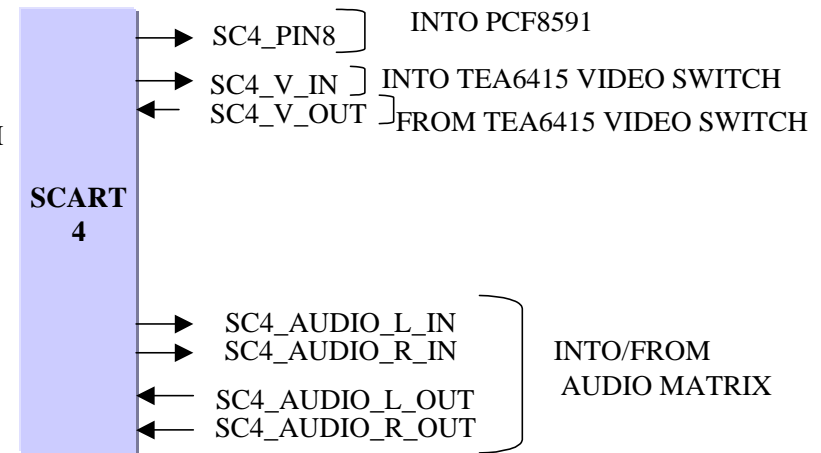 SC4_PIN8 INTO PCF8591
SC4_V_IN INTO TEA6415 VIDEO SWITCH
SC4_V_OUT FROM TEA6415 VIDEO SWITCH
SCART
4
SC4_AUDIO_L_IN
SC4_AUDIO_R_IN
INTO/FROM
AUDIO MATRIX
SC4_AUDIO_L_OUT
SC4_AUDIO_R_OUT